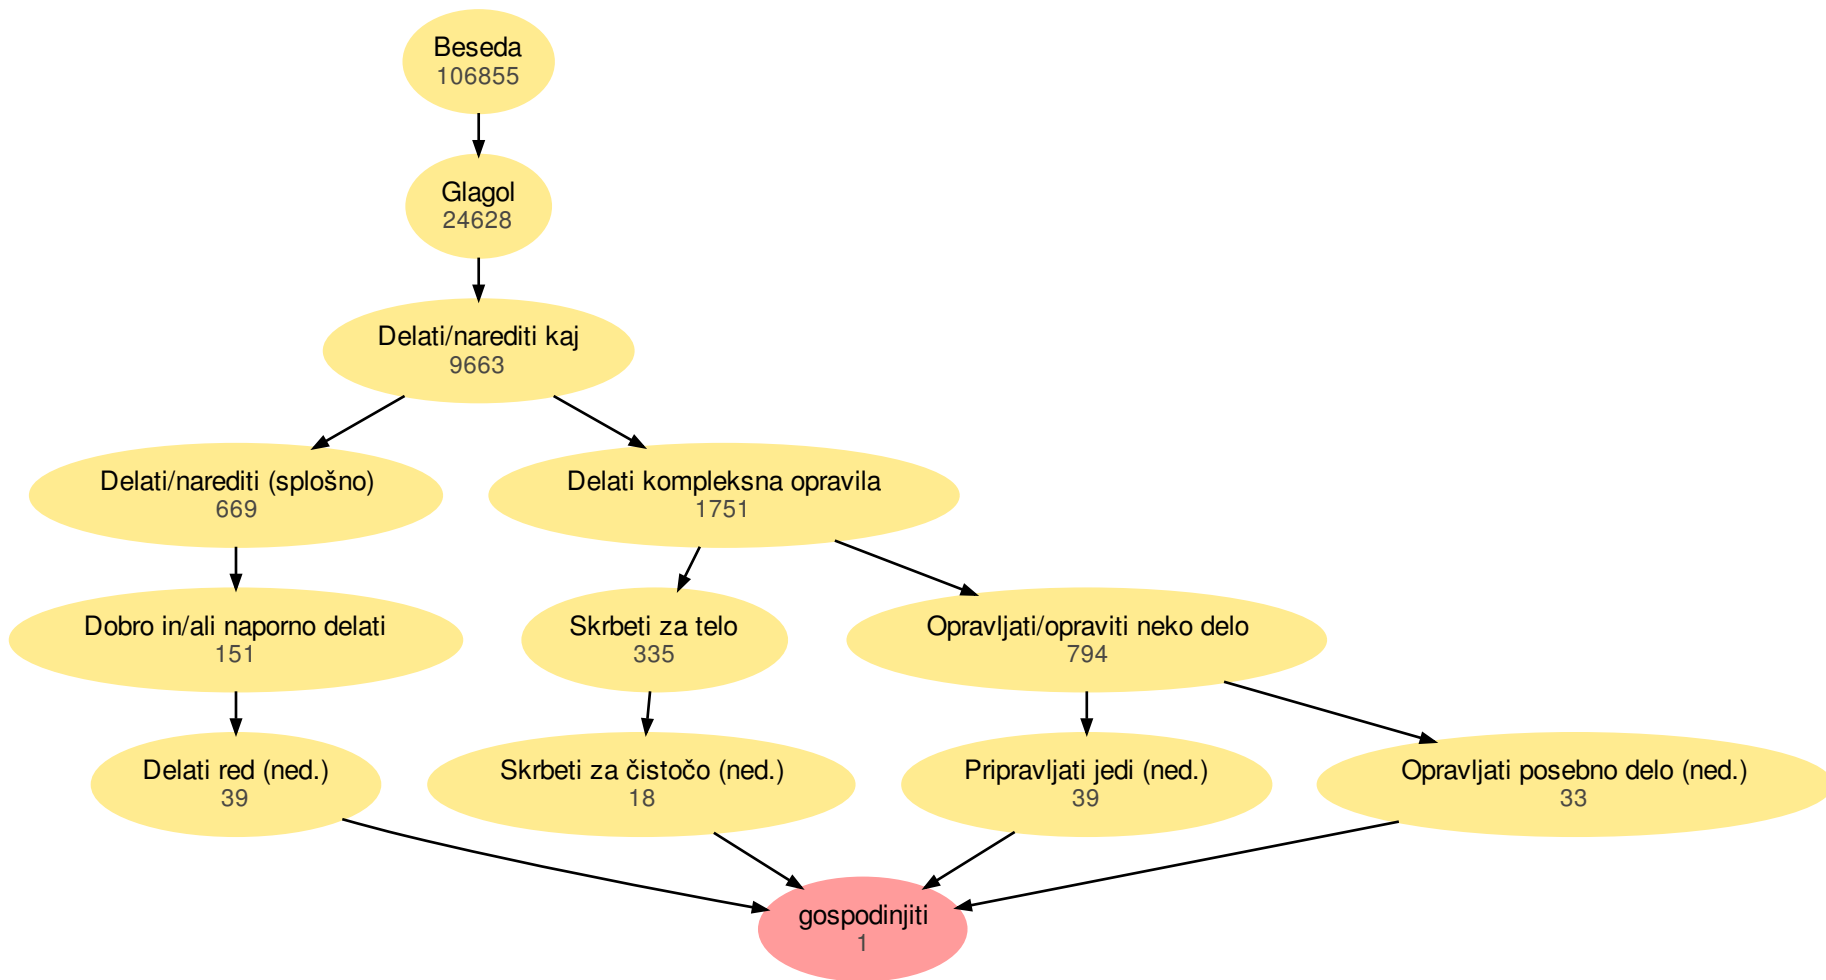 Beseda
106855
Glagol
24628
Delati/narediti kaj
9663
Delati/narediti (splošno)
669
Delati kompleksna opravila
1751
Dobro in/ali naporno delati
151
Skrbeti za telo
335
Opravljati/opraviti neko delo
794
Delati red (ned.)
39
Skrbeti za čistočo (ned.)
18
Pripravljati jedi (ned.)
39
Opravljati posebno delo (ned.)
33
gospodinjiti
1